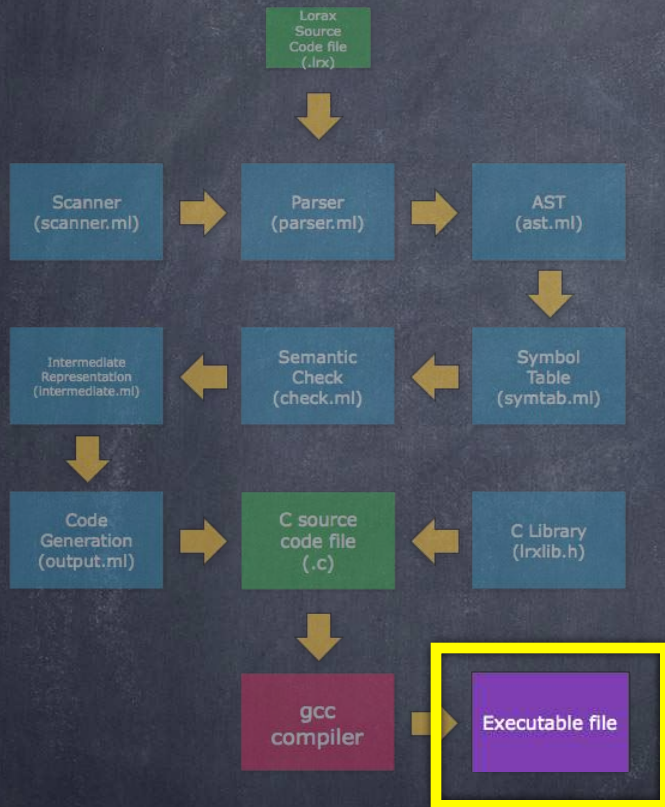 Lorax
Source
Code file
(.lrx)
Scanner
(scanner.ml)
Parser
(parser.ml)
AST
(ast.ml)
Intermediate
Representation
(intermediate.ml)
Semantic
Check
(check.ml)
Symbol
Table
(symtab.ml)
Code
Generation
(output.ml)
C source
code file
(.c)
C Library
(lrxlib.h)
gcc
compiler
Executable file